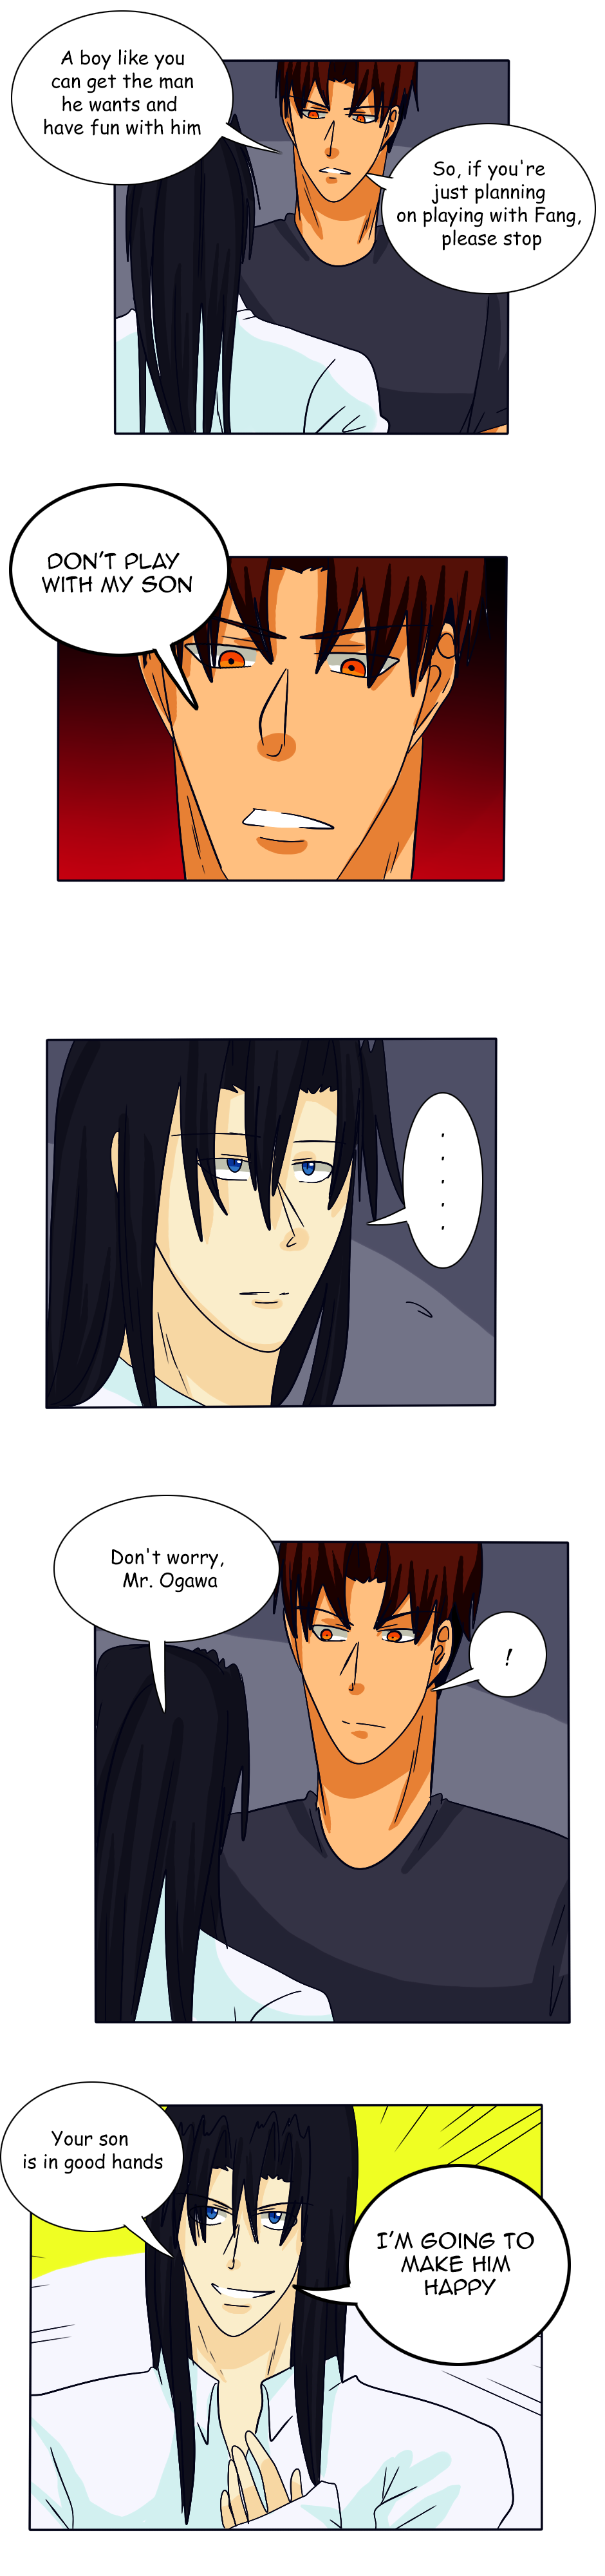 A boy like you
can get the man
he wants and
have fun with him
So, if you're
just planning
on playing with Fang,
please stop
DON'T PLAY
WITH MY SON
.....
Don't worry,
Mr. Ogawa
!
Your son
is in good hands
I'M GOING TO
MAKE HIM
HAPPY